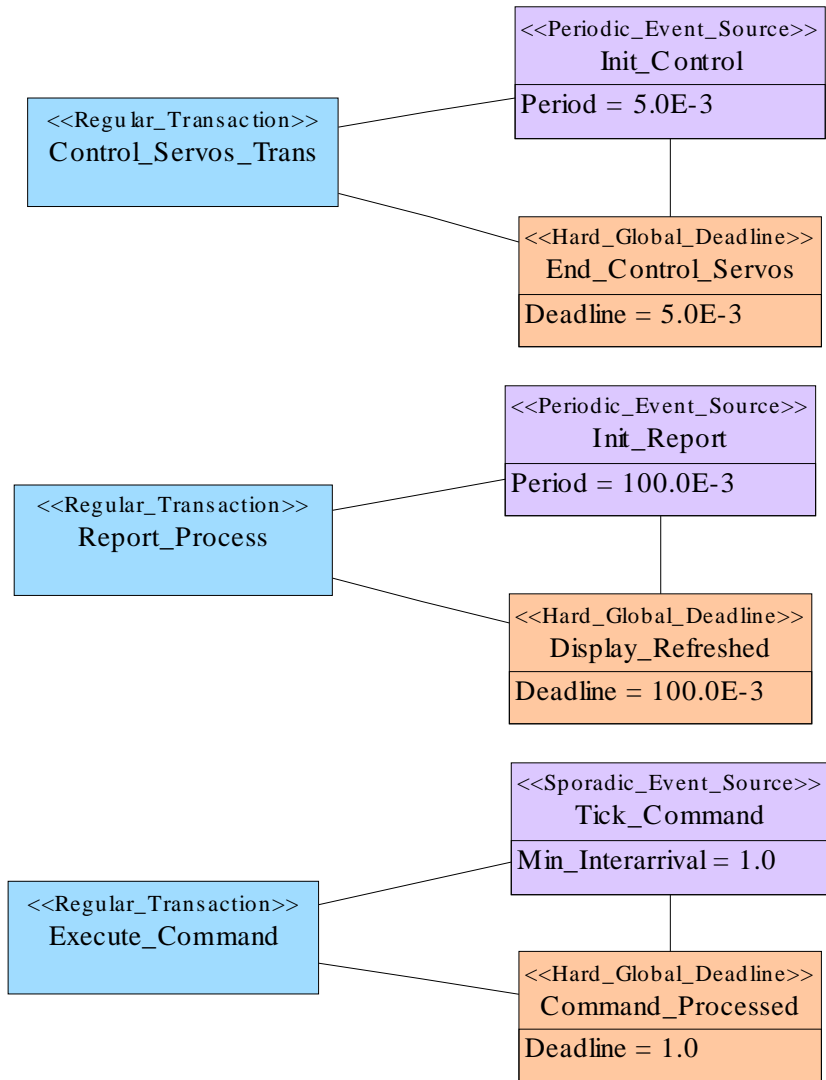 <<Periodic_Event_Source>>
Init_Control
Period = 5.0E-3
<<Regular_Transaction>>
Control_Servos_Trans
<<Hard_Global_Deadline>>
End_Control_Servos
Deadline = 5.0E-3
<<Periodic_Event_Source>>
Init_Report
Period = 100.0E-3
<<Regular_Transaction>>
Report_Process
<<Hard_Global_Deadline>>
Display_Refreshed
Deadline = 100.0E-3
<<Sporadic_Event_Source>>
Tick_Command
Min_Interarrival = 1.0
<<Regular_Transaction>>
Execute_Command
<<Hard_Global_Deadline>>
Command_Processed
Deadline = 1.0